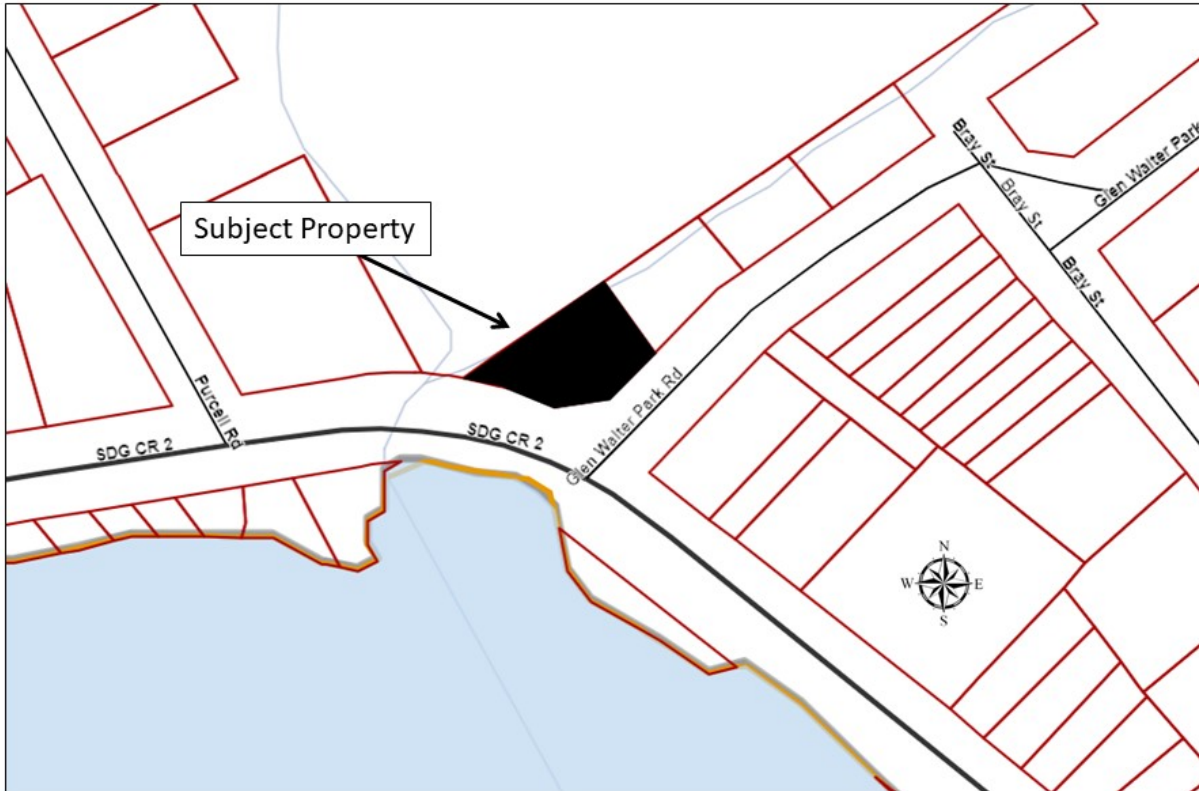 Bray St
Glen Walter Park
Bray St
Subject Property
Bray St
Purcell Rd
Glen Walter Park Rd
SDG CR 2
SDG CR 2
N
W E
S